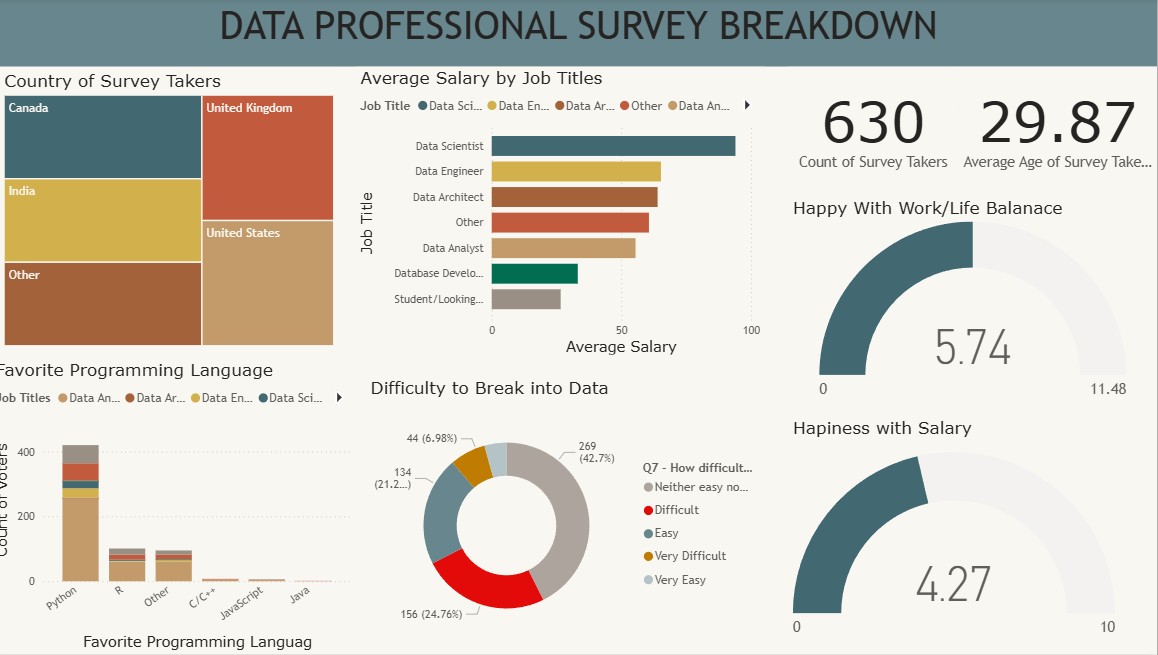 DATA PROFESSIONAL SURVEY BREAKDOWN
Country of Survey Takers
Canada
United Kingdom
India
United States
Other
Average Salary by Job Titles
Job Title
Data Sci...
Data En...
Data Ar...
Other
Data An...
Job Title
Data Scientist
Data Engineer
Data Architect
Other
Data Analyst
Database Develo...
Student/Looking...
0
50
100
Average Salary
630
Count of Survey Takers
29.87
Average Age of Survey Take...
Happy With Work/Life Balanace
5.74
0
11.48
Favorite Programming Language
Job Titles
Data An...
Data Ar...
Data En...
Data Sci...
Count of Voters
400
200
0
Python
R
Other
C/C++
JavaScript
Java
Favorite Programming Languag
Difficulty to Break into Data
44 (6.98%)
269
(42.7%)
134
(21.2...)
156 (24.76%)
Q7 - How difficult...
Neither easy no...
Difficult
Easy
Very Difficult
Very Easy
Hapiness with Salary
4.27
0
10